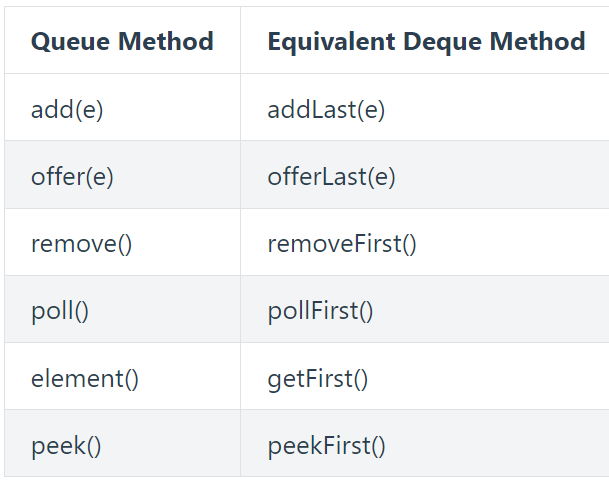 Queue Method Equivalent Deque Method
add(e) addLast(e)
offer(e) offerLast(e)
remove() removeFirst()
poll() pollFirst()
element() getFirst()
peek() peekFirst()